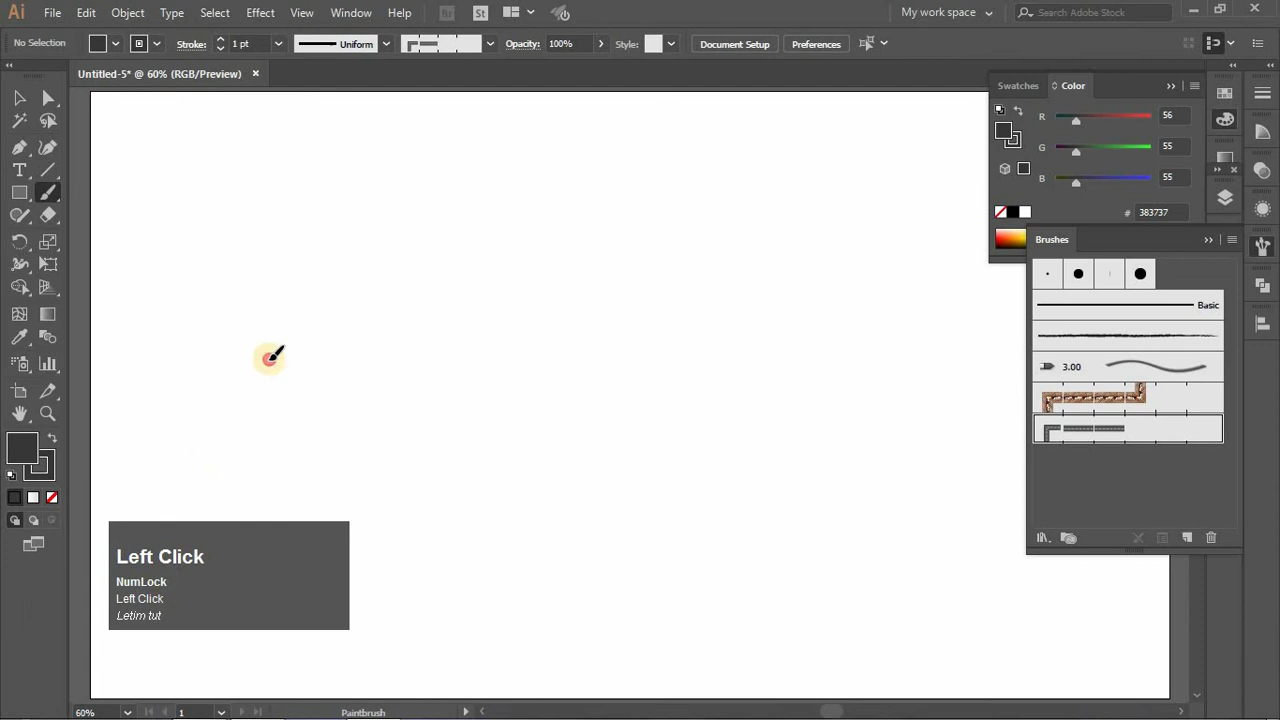 Ai File Edit Object Type Select Effect View Window Help Br St My work space Search Adobe Stock
No Selection Stroke: 1 pt Uniform Opacity: 100% Style: Document Setup Preferences
Untitled-5* @ 60% (RGB/Preview)
Swatches Color
R 56
G 55
B 55
# 383737
Brushes
Basic
3.00
Left Click
NumLock
Left Click
Letim tut
60% 1 Paintbrush